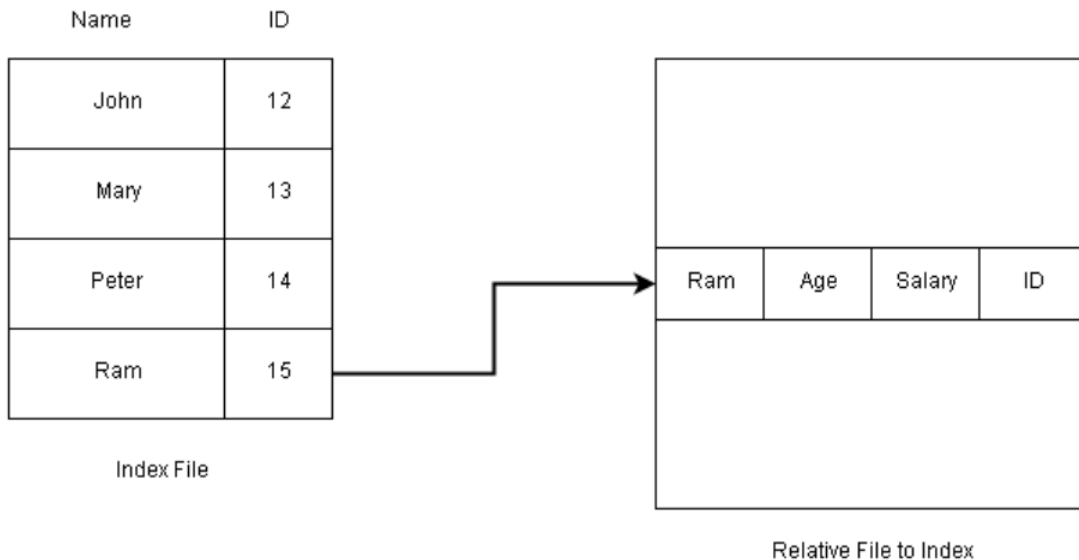 Name ID
John 12
Mary 13
Peter 14
Ram 15
Index File
Ram Age Salary ID
Relative File to Index